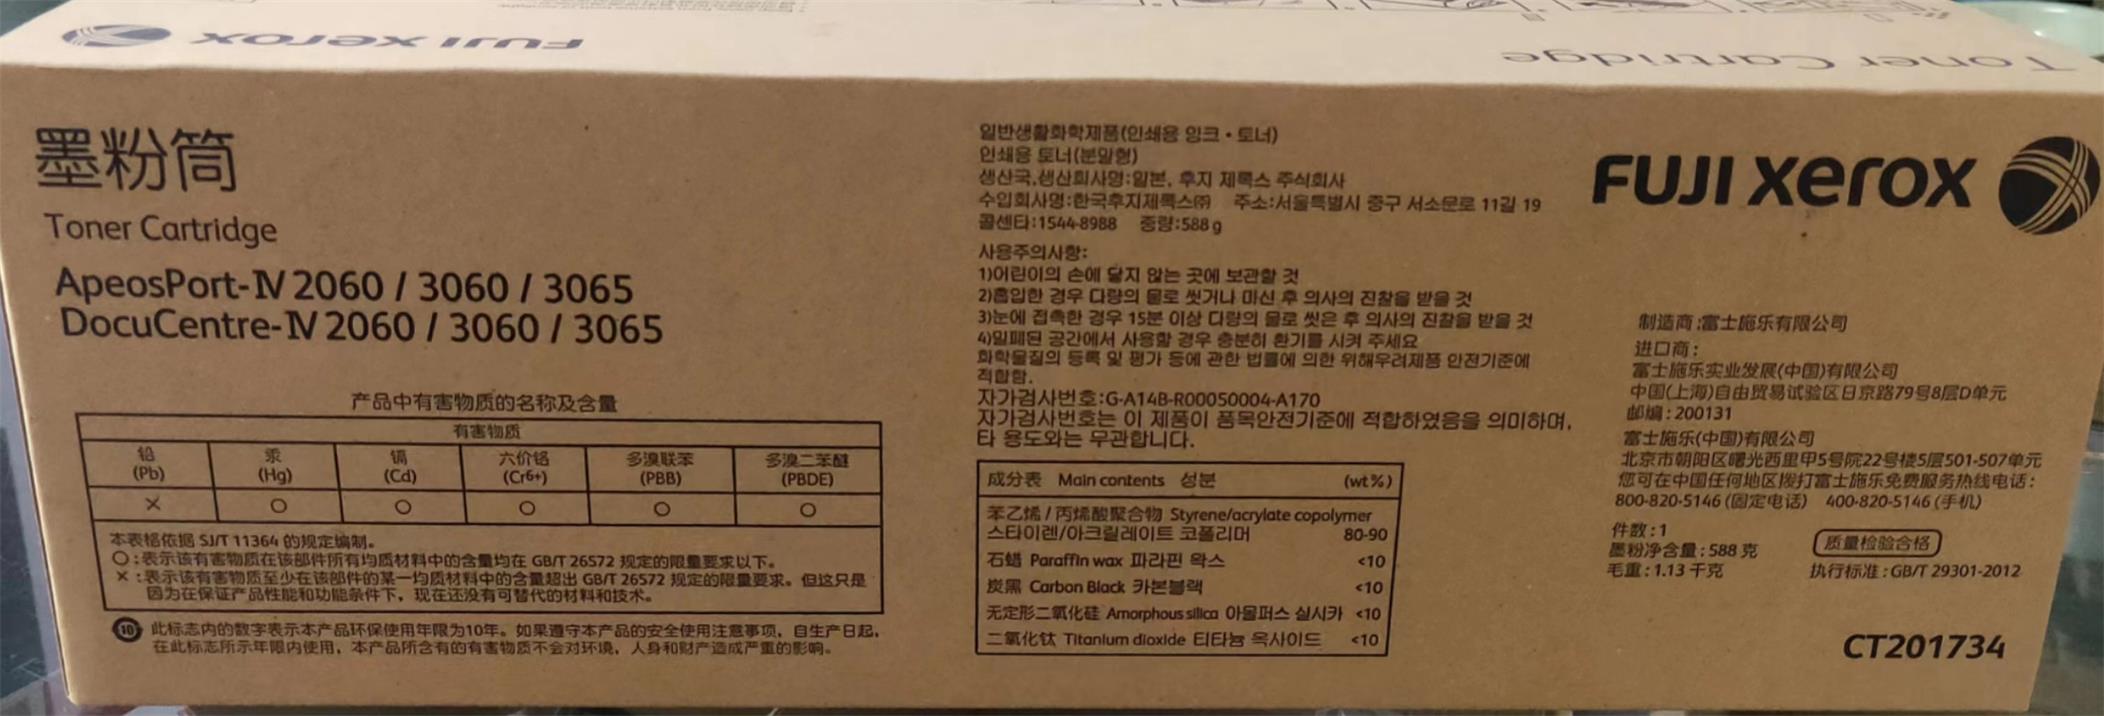 FUJI xerox
Toner Cartridge
墨粉筒
Toner Cartridge
ApeosPort-Ⅳ 2060 / 3060 / 3065
DocuCentre-Ⅳ 2060 / 3060 / 3065
产品中有害物质的名称及含量
有害物质
铅 (Pb) 汞 (Hg) 镉 (Cd) 六价铬 (Cr6+) 多溴联苯 (PBB) 多溴二苯醚 (PBDE)
× ○ ○ ○ ○ ○
本表格依据 SJ/T 11364 的规定编制。
○:表示该有害物质在该部件所有均质材料中的含量均在 GB/T 26572 规定的限量要求以下。
×:表示该有害物质至少在该部件的某一均质材料中的含量超出 GB/T 26572 规定的限量要求。但这只是
因为在保证产品性能和功能条件下，现在还没有可替代的材料和技术。
10 此标志内的数字表示本产品环保使用年限为10年。如果遵守本产品的安全使用注意事项，自生产日起，
在此标志所示年限内使用，本产品所含有的有害物质不会对环境，人身和财产造成严重的影响。
일반생활화학제품(인쇄용 잉크・토너)
인쇄용 토너(분말형)
생산국,생산회사명:일본, 후지 제록스 주식회사
수입회사명:한국후지제록스㈜ 주소:서울특별시 중구 서소문로 11길 19
콜센타:1544-8988 중량:588 g
사용주의사항:
1)어린이의 손에 닿지 않는 곳에 보관할 것
2)흡입한 경우 다량의 물로 씻거나 마신 후 의사의 진찰을 받을 것
3)눈에 접촉한 경우 15분 이상 다량의 물로 씻은 후 의사의 진찰을 받을 것
4)밀폐된 공간에서 사용할 경우 충분히 환기를 시켜 주세요
화학물질의 등록 및 평가 등에 관한 법률에 의한 위해우려제품 안전기준에
적합함.
자가검사번호:G-A14B-R00050004-A170
자가검사번호는 이 제품이 품목안전기준에 적합하였음을 의미하며,
타 용도와는 무관합니다.
成分表 Main contents 성분 (wt%)
苯乙烯 / 丙烯酸聚合物 Styrene/acrylate copolymer
스타이렌/아크릴레이트 코폴리머 80-90
石蜡 Paraffin wax 파라핀 왁스 <10
炭黑 Carbon Black 카본블랙 <10
无定形二氧化硅 Amorphous silica 아몰퍼스 실시카 <10
二氧化钛 Titanium dioxide 티타늄 옥사이드 <10
FUJI xerox
制造商:富士施乐有限公司
进口商:
富士施乐实业发展(中国)有限公司
中国(上海)自由贸易试验区日京路79号8层D单元
邮编:200131
富士施乐(中国)有限公司
北京市朝阳区曙光西里甲5号院22号楼5层501-507单元
您可在中国任何地区拨打富士施乐免费服务热线电话:
800-820-5146 (固定电话) 400-820-5146 (手机)
件数:1
墨粉净含量:588 克
毛重:1.13 千克
质量检验合格
执行标准:GB/T 29301-2012
CT201734